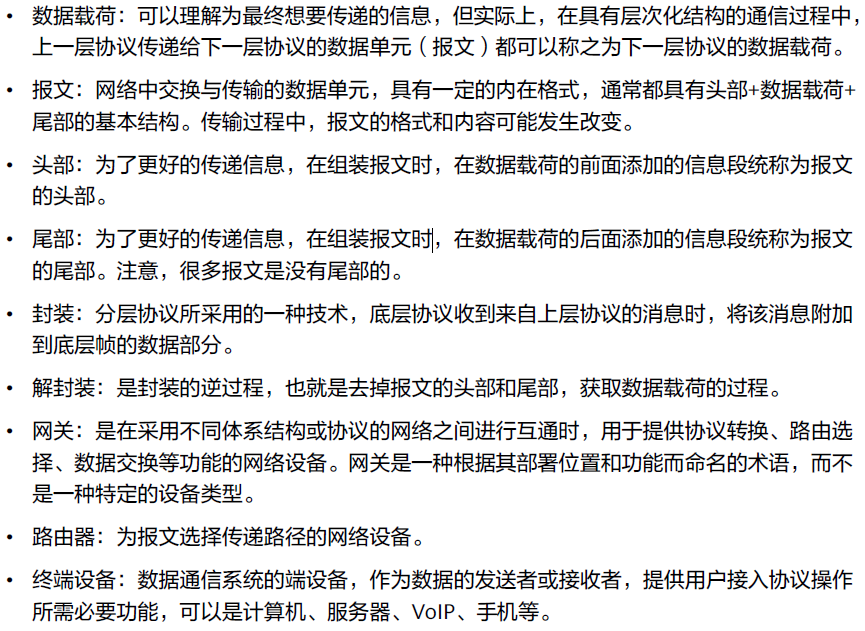 • 数据载荷：可以理解为最终想要传递的信息，但实际上，在具有层次化结构的通信过程中，
上一层协议传递给下一层协议的数据单元（报文）都可以称之为下一层协议的数据载荷。
• 报文：网络中交换与传输的数据单元，具有一定的内在格式，通常都具有头部+数据载荷+
尾部的基本结构。传输过程中，报文的格式和内容可能发生改变。
• 头部：为了更好的传递信息，在组装报文时，在数据载荷的前面添加的信息段统称为报文
的头部。
• 尾部：为了更好的传递信息，在组装报文时，在数据载荷的后面添加的信息段统称为报文
的尾部。注意，很多报文是没有尾部的。
• 封装：分层协议所采用的一种技术，底层协议收到来自上层协议的消息时，将该消息附加
到底层帧的数据部分。
• 解封装：是封装的逆过程，也就是去掉报文的头部和尾部，获取数据载荷的过程。
• 网关：是在采用不同体系结构或协议的网络之间进行互通时，用于提供协议转换、路由选
择、数据交换等功能的网络设备。网关是一种根据其部署位置和功能而命名的术语，而不
是一种特定的设备类型。
• 路由器：为报文选择传递路径的网络设备。
• 终端设备：数据通信系统的端设备，作为数据的发送者或接收者，提供用户接入协议操作
所需必要功能，可以是计算机、服务器、VoIP、手机等。